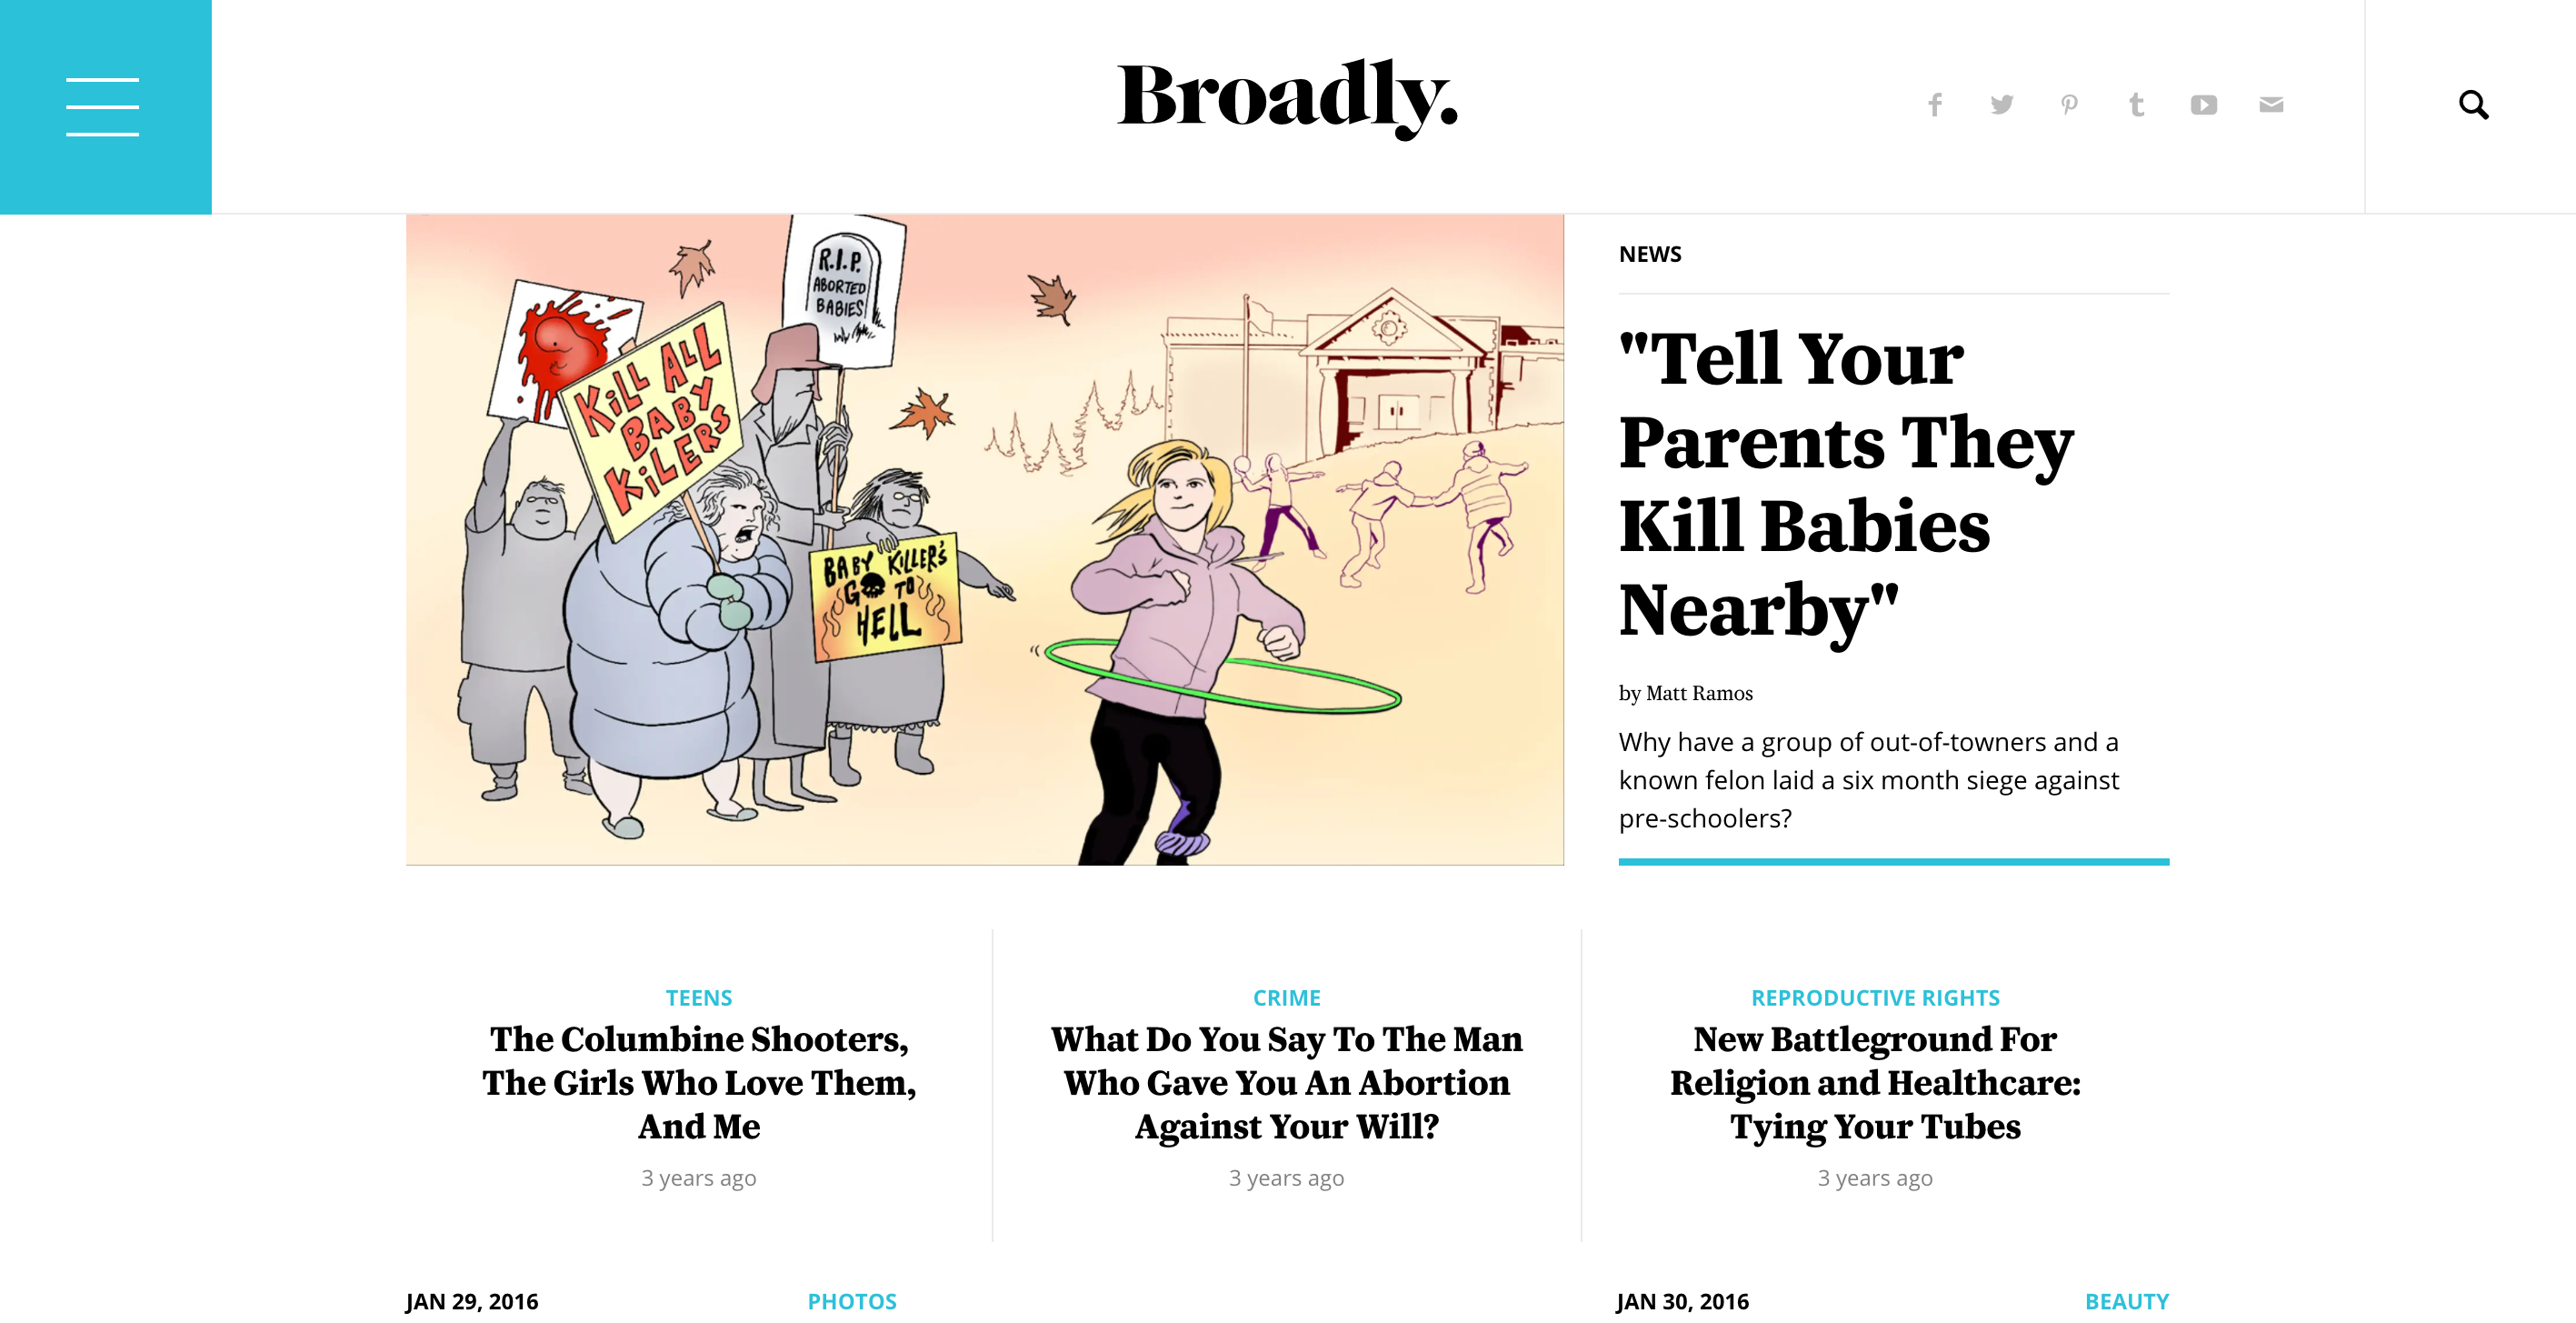 Broadly.
R.I.P.
ABORTED
BABIES
KiLL ALL
BABY
KiLERS
BABY KiLLER'S
GO TO
HELL
NEWS
"Tell Your
Parents They
Kill Babies
Nearby"
by Matt Ramos
Why have a group of out-of-towners and a
known felon laid a six month siege against
pre-schoolers?
TEENS
The Columbine Shooters,
The Girls Who Love Them,
And Me
3 years ago
CRIME
What Do You Say To The Man
Who Gave You An Abortion
Against Your Will?
3 years ago
REPRODUCTIVE RIGHTS
New Battleground For
Religion and Healthcare:
Tying Your Tubes
3 years ago
JAN 29, 2016
PHOTOS
JAN 30, 2016
BEAUTY